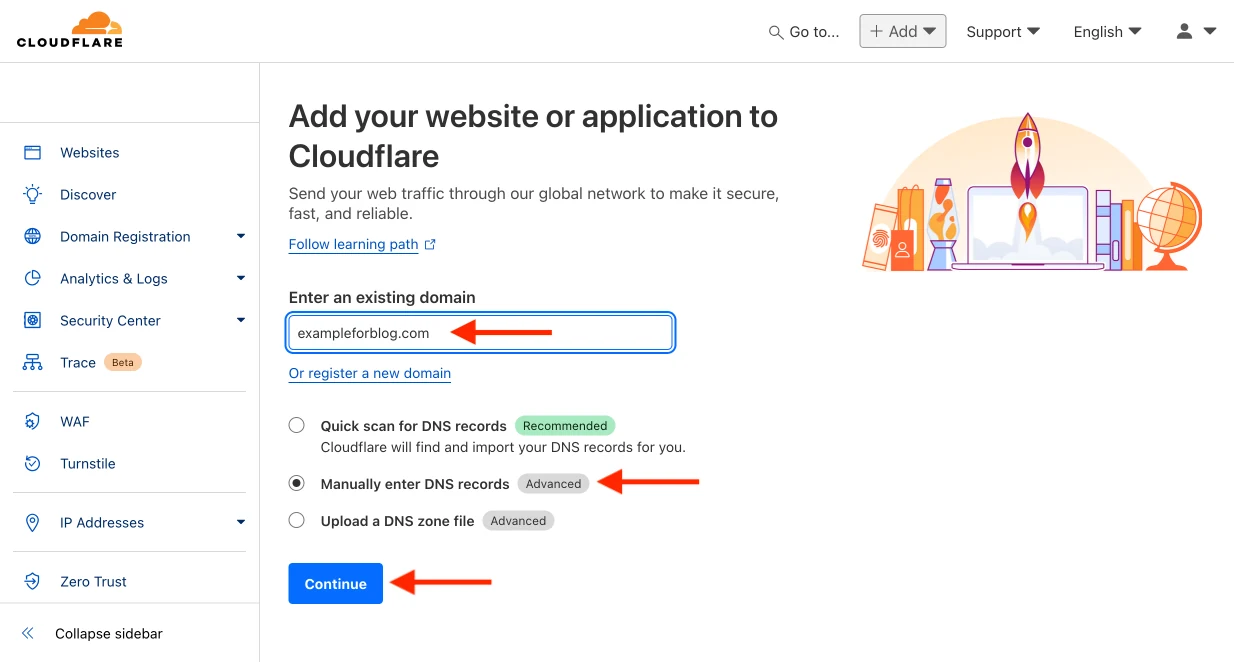 CLOUDFLARE
Go to...
Add
Support
English
Websites
Discover
Domain Registration
Analytics & Logs
Security Center
Trace Beta
WAF
Turnstile
IP Addresses
Zero Trust
Collapse sidebar
Add your website or application to
Cloudflare
Send your web traffic through our global network to make it secure,
fast, and reliable.
Follow learning path
Enter an existing domain
exampleforblog.com
Or register a new domain
Quick scan for DNS records Recommended
Cloudflare will find and import your DNS records for you.
Manually enter DNS records Advanced
Upload a DNS zone file Advanced
Continue